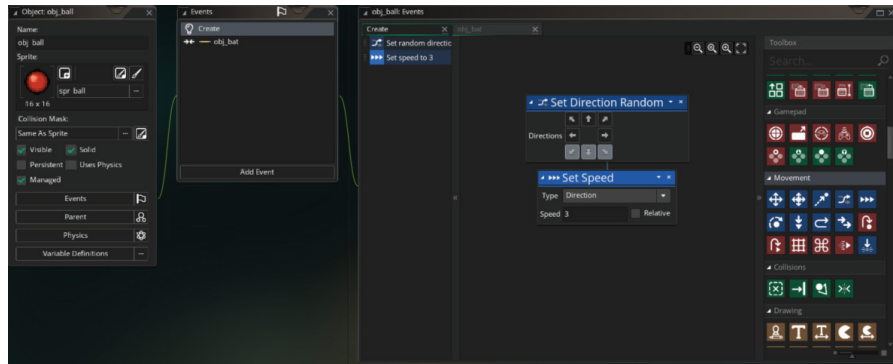 Object: obj_ball
Name:
obj_ball
Sprite:
spr_ball
16 x 16
Collision Mask:
Same As Sprite
Visible
Solid
Persistent
Uses Physics
Managed
Events
Parent
Physics
Variable Definitions
Events
Create
obj_bat
Add Event
obj_ball: Events
Create
obj_bat
Set random directic
Set speed to 3
Set Direction Random
Directions
Set Speed
Type Direction
Speed 3
Relative
Toolbox
Search...
Gamepad
Movement
Collisions
Drawing